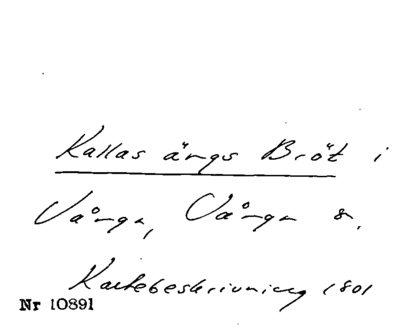 Kallas ängs Bröt i
Vånga, Vånga s.
Kartebeskrivning 1801
Nr 10891